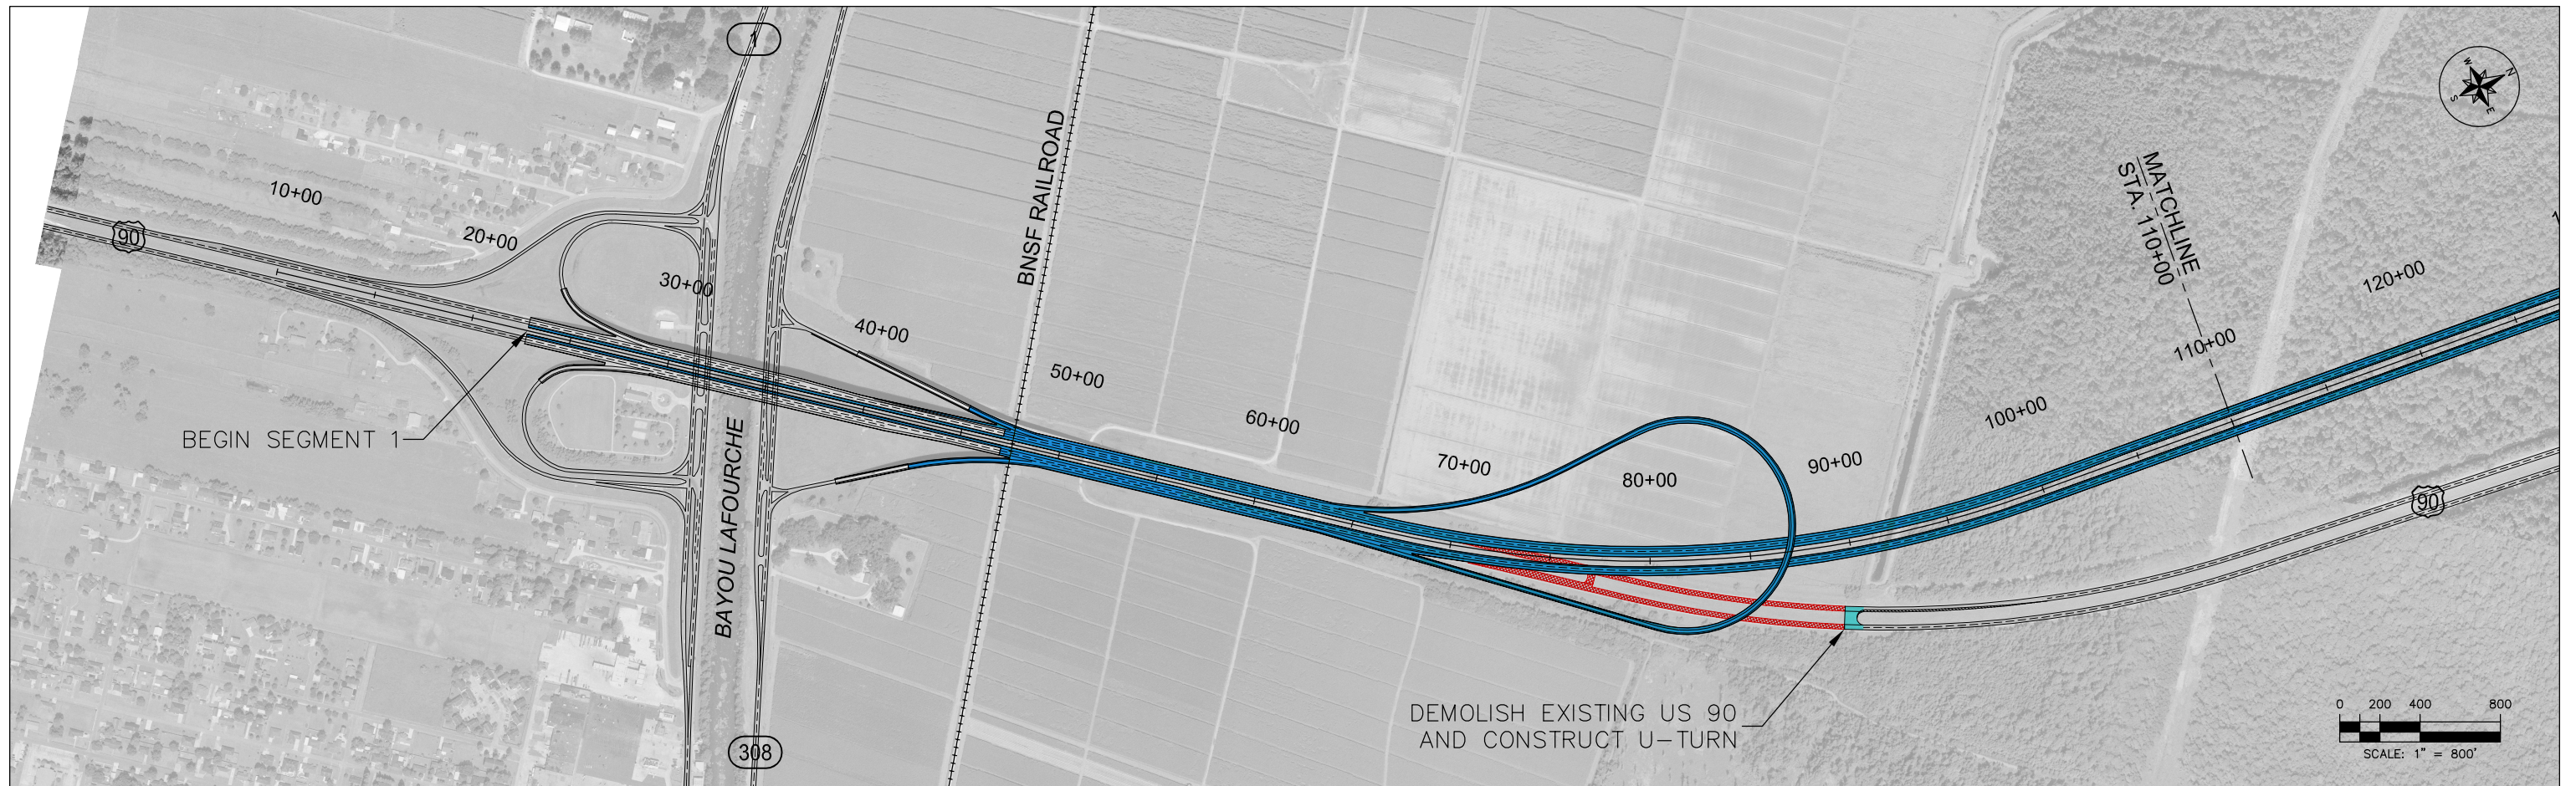 1
10+00
90
20+00
30+00
40+00
BNSF RAILROAD
50+00
60+00
70+00
80+00
90+00
100+00
110+00
120+00
MATCHLINE
STA. 110+00
W
N
S
E
BEGIN SEGMENT 1
BAYOU LAFOURCHE
308
90
DEMOLISH EXISTING US 90
AND CONSTRUCT U-TURN
0 200 400 800
SCALE: 1" = 800'